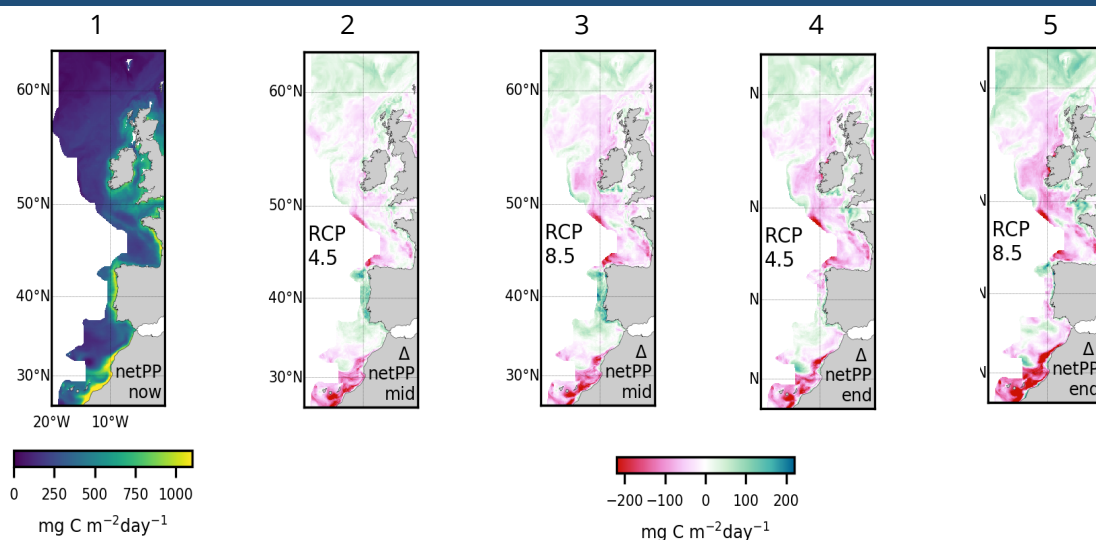 1 2 3 4 5
60°N 60°N 60°N N N
50°N 50°N 50°N N N
RCP
4.5
RCP
8.5
RCP
4.5
RCP
8.5
40°N 40°N 40°N N N
30°N 30°N 30°N N N
netPP
now
Δ
netPP
mid
Δ
netPP
mid
Δ
netPP
end
Δ
netPP
end
20°W 10°W
0 250 500 750 1000
mg C m⁻²day⁻¹
−200 −100 0 100 200
mg C m⁻²day⁻¹